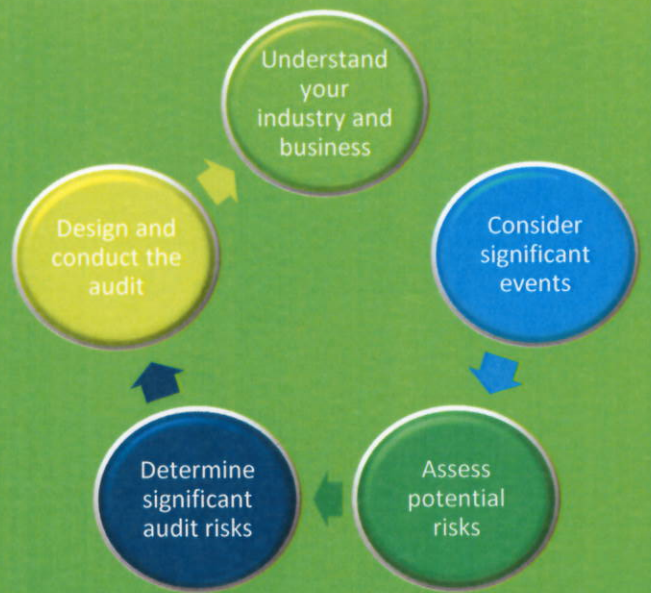 Understand
your
industry and
business
Consider
significant
events
Assess
potential
risks
Determine
significant
audit risks
Design and
conduct the
audit